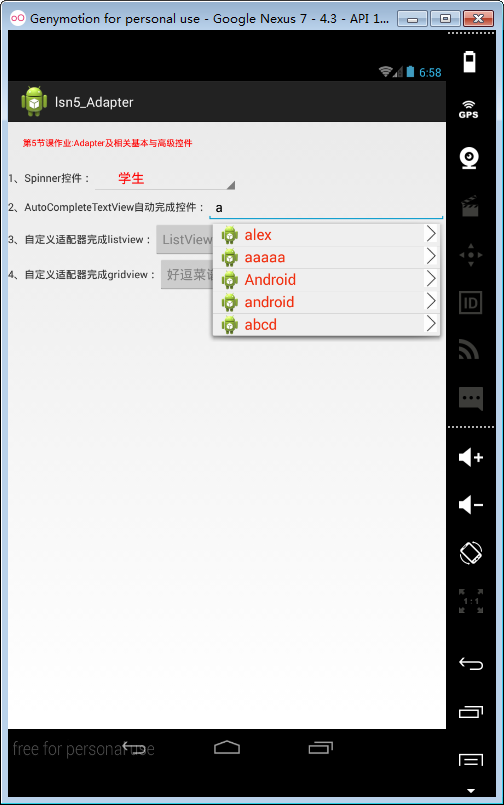 Genymotion for personal use - Google Nexus 7 - 4.3 - API 1...
6:58
lsn5_Adapter
GPS
第5节课作业:Adapter及相关基本与高级控件
1、Spinner控件： 学生
2、AutoCompleteTextView自动完成控件： a
3、自定义适配器完成listview： ListView
alex
aaaaa
4、自定义适配器完成gridview： 好逗菜谱
Android
android
abcd
ID
1:1
free for personal use